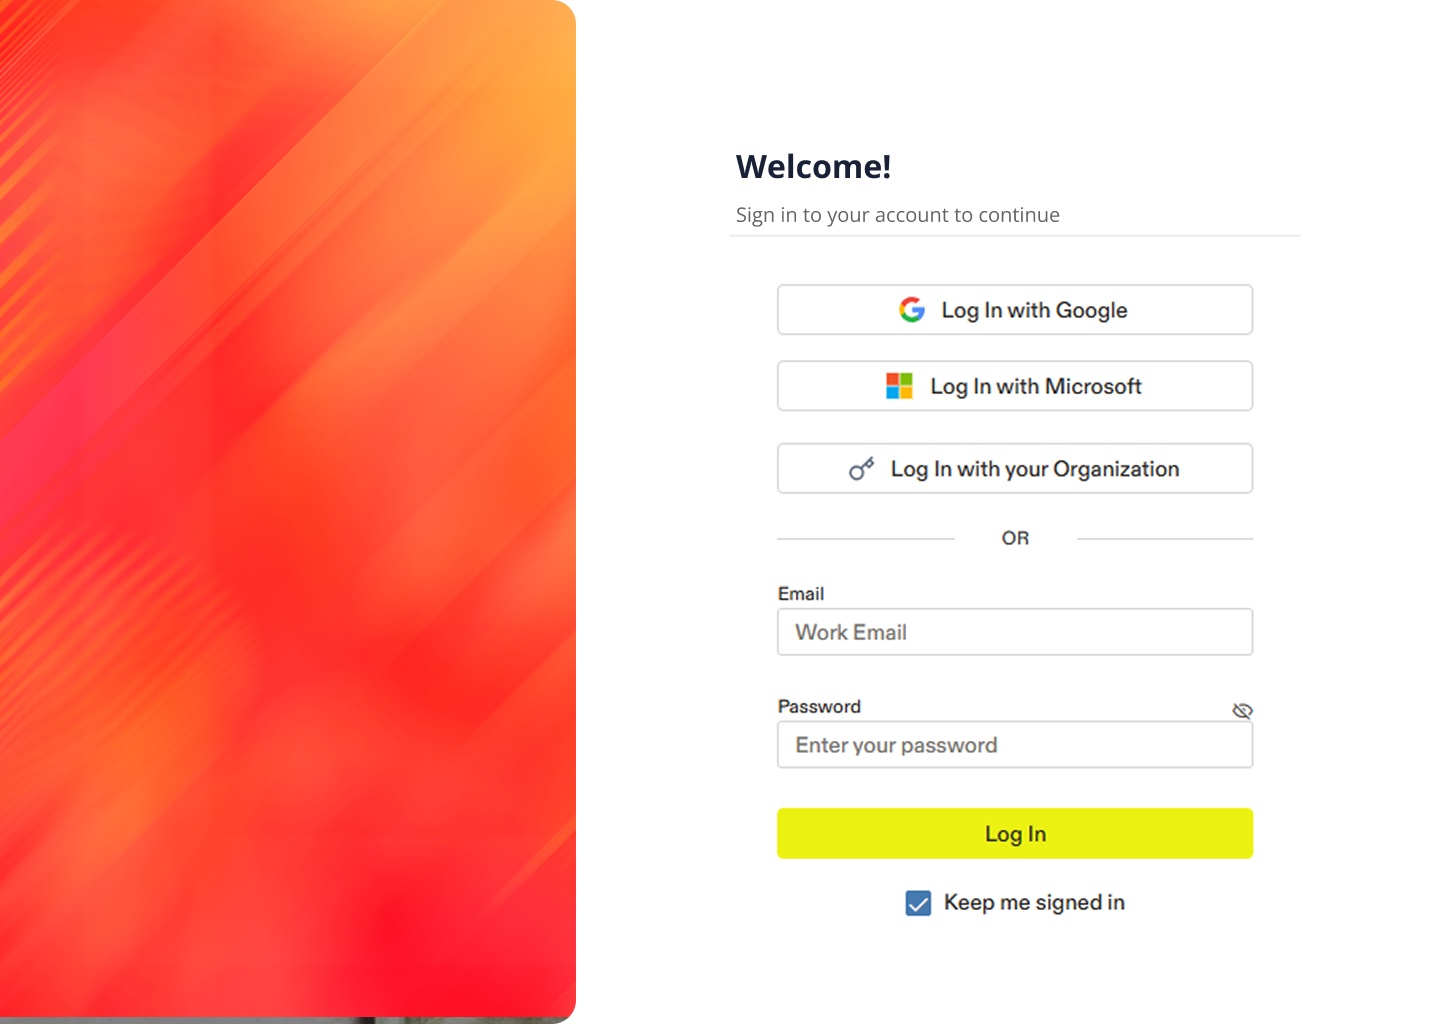 Welcome!
Sign in to your account to continue
Log In with Google
Log In with Microsoft
Log In with your Organization
OR
Email
Work Email
Password
Enter your password
Log In
Keep me signed in